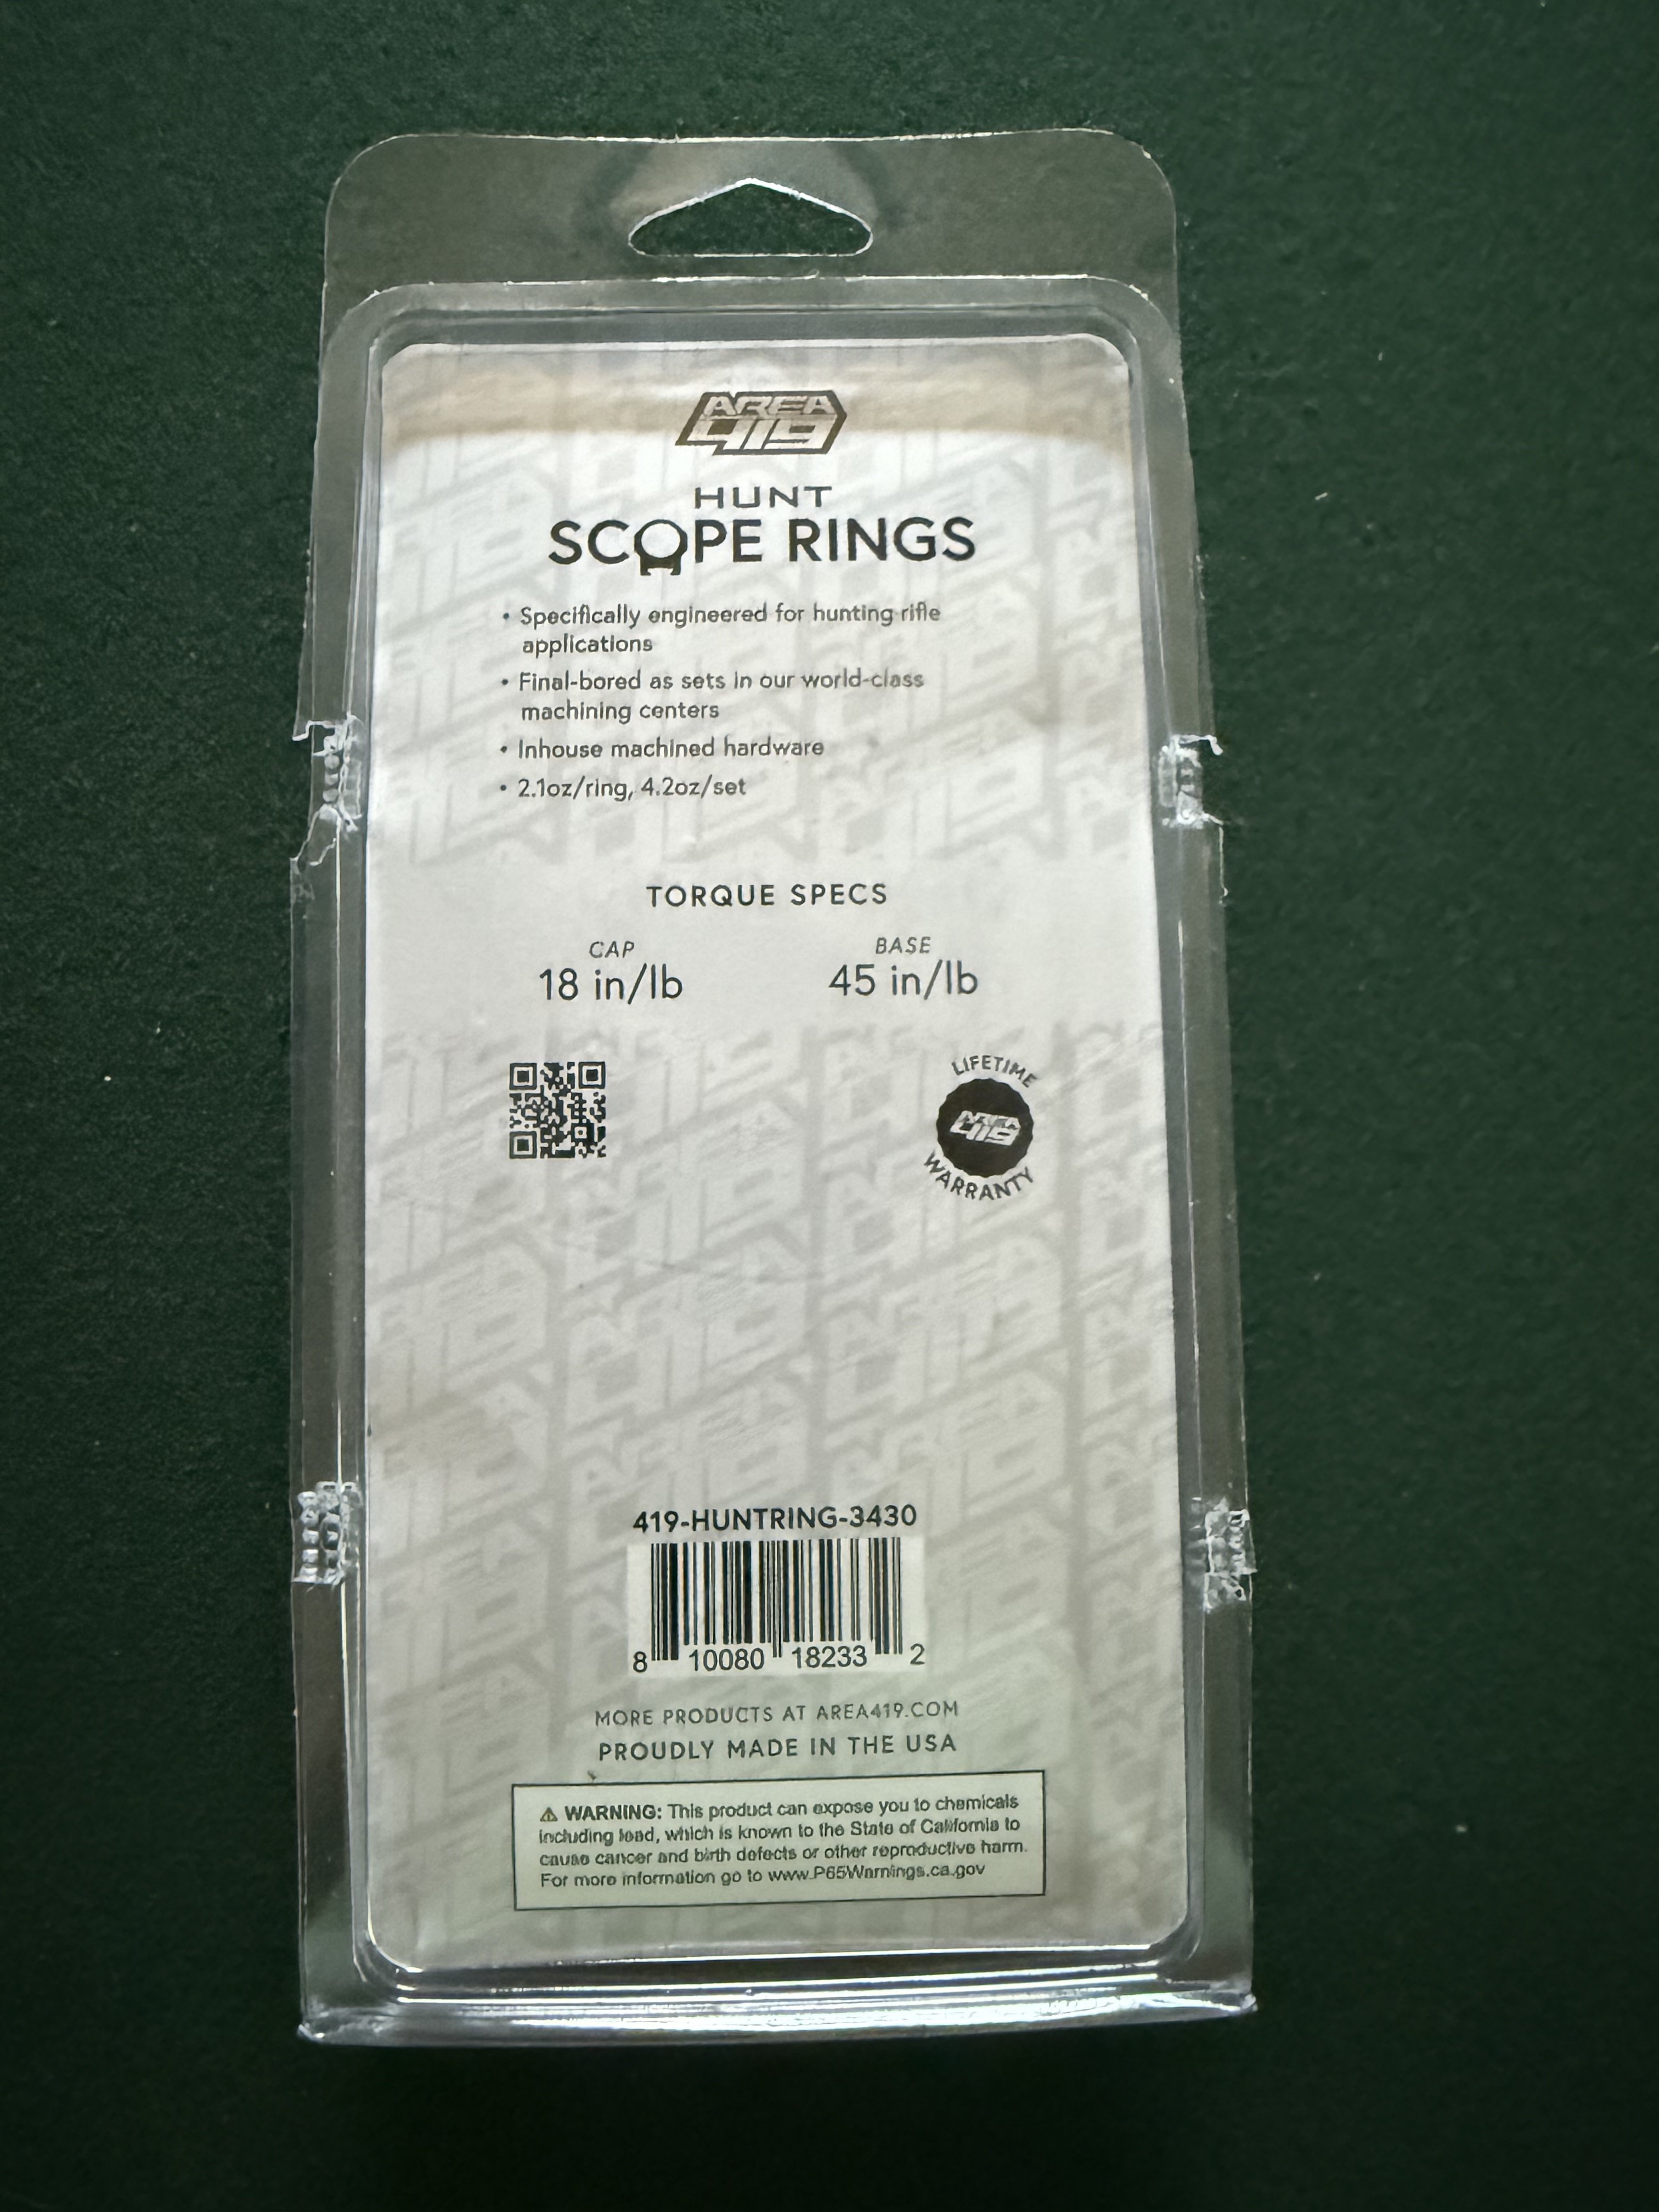 AREA
419
HUNT
SCOPE RINGS
• Specifically engineered for hunting rifle
applications
• Final-bored as sets in our world-class
machining centers
• Inhouse machined hardware
• 2.1oz/ring, 4.2oz/set
TORQUE SPECS
CAP
18 in/lb
BASE
45 in/lb
LIFETIME
AREA
419
WARRANTY
419-HUNTRING-3430
8 10080 18233 2
MORE PRODUCTS AT AREA419.COM
PROUDLY MADE IN THE USA
⚠ WARNING: This product can expose you to chemicals
including lead, which is known to the State of California to
cause cancer and birth defects or other reproductive harm.
For more information go to www.P65Warnings.ca.gov